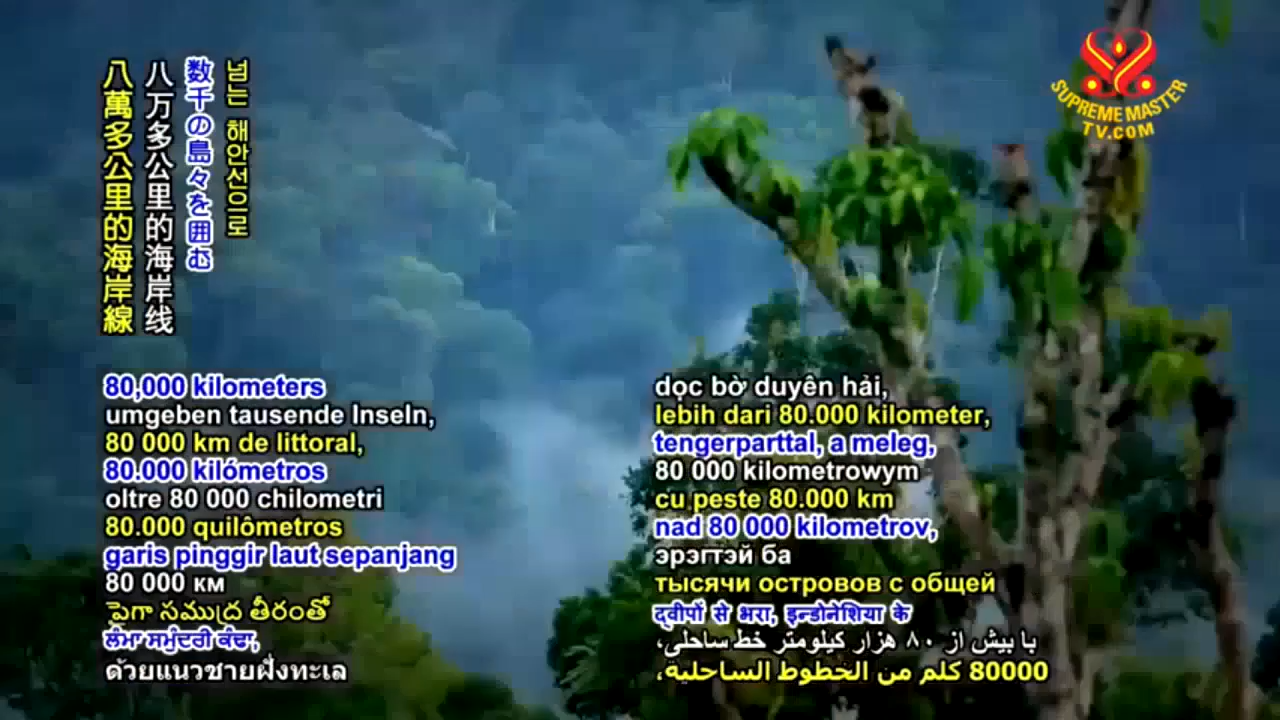 넘는 해안선으로
数千の島々を囲む
八万多公里的海岸线
八萬多公里的海岸線
SUPREME MASTER
TV.COM
80,000 kilometers
umgeben tausende Inseln,
80 000 km de littoral,
80.000 kilómetros
oltre 80 000 chilometri
80.000 quilômetros
garis pinggir laut sepanjang
80 000 км
పైగా సముద్ర తీరంతో
ਲੰਮਾ ਸਮੁੰਦਰੀ ਕੰਢਾ,
ด้วยแนวชายฝั่งทะเล
dọc bờ duyên hải,
lebih dari 80.000 kilometer,
tengerparttal, a meleg,
80 000 kilometrowym
cu peste 80.000 km
nad 80 000 kilometrov,
эрэгтэй ба
тысячи островов с общей
द्वीपों से भरा, इन्डोनेशिया के
با بیش از ۸۰ هزار کیلومتر خط ساحلی،
80000 كلم من الخطوط الساحلية،